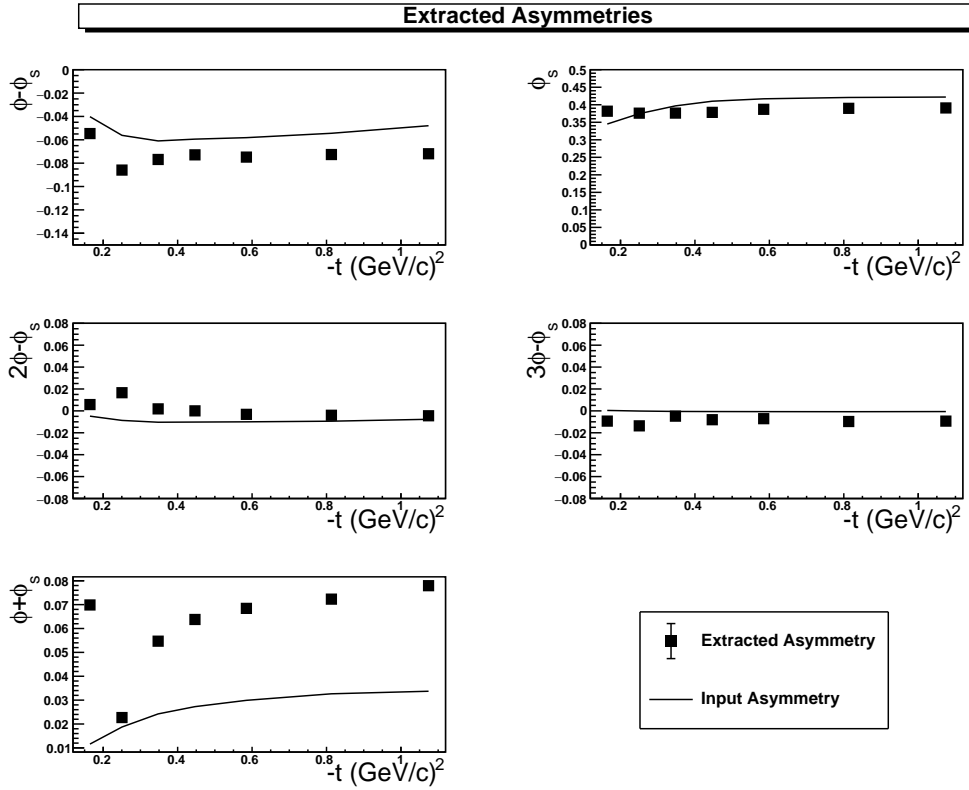 Extracted Asymmetries
ϕ-ϕs
0
−0.02
−0.04
−0.06
−0.08
−0.1
−0.12
−0.14
0.2 0.4 0.6 0.8 1
-t (GeV/c)²
ϕs
0.5
0.45
0.4
0.35
0.3
0.25
0.2
0.15
0.1
0.05
0
0.2 0.4 0.6 0.8 1
-t (GeV/c)²
2ϕ-ϕs
0.08
0.06
0.04
0.02
0
−0.02
−0.04
−0.06
−0.08
0.2 0.4 0.6 0.8 1
-t (GeV/c)²
3ϕ-ϕs
0.08
0.06
0.04
0.02
0
−0.02
−0.04
−0.06
−0.08
0.2 0.4 0.6 0.8 1
-t (GeV/c)²
ϕ+ϕs
0.08
0.07
0.06
0.05
0.04
0.03
0.02
0.01
0.2 0.4 0.6 0.8 1
-t (GeV/c)²
Extracted Asymmetry
Input Asymmetry